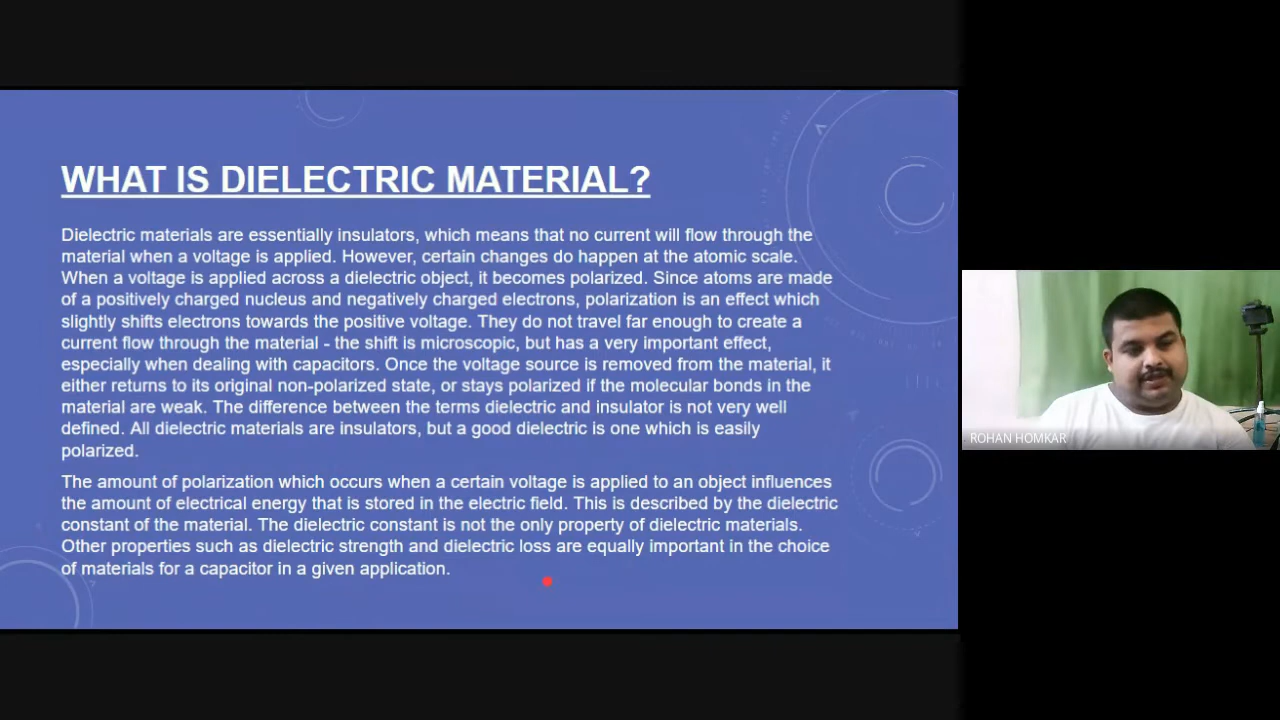 WHAT IS DIELECTRIC MATERIAL?
Dielectric materials are essentially insulators, which means that no current will flow through the
material when a voltage is applied. However, certain changes do happen at the atomic scale.
When a voltage is applied across a dielectric object, it becomes polarized. Since atoms are made
of a positively charged nucleus and negatively charged electrons, polarization is an effect which
slightly shifts electrons towards the positive voltage. They do not travel far enough to create a
current flow through the material - the shift is microscopic, but has a very important effect,
especially when dealing with capacitors. Once the voltage source is removed from the material, it
either returns to its original non-polarized state, or stays polarized if the molecular bonds in the
material are weak. The difference between the terms dielectric and insulator is not very well
defined. All dielectric materials are insulators, but a good dielectric is one which is easily
polarized.
The amount of polarization which occurs when a certain voltage is applied to an object influences
the amount of electrical energy that is stored in the electric field. This is described by the dielectric
constant of the material. The dielectric constant is not the only property of dielectric materials.
Other properties such as dielectric strength and dielectric loss are equally important in the choice
of materials for a capacitor in a given application.
ROHAN HOMKAR